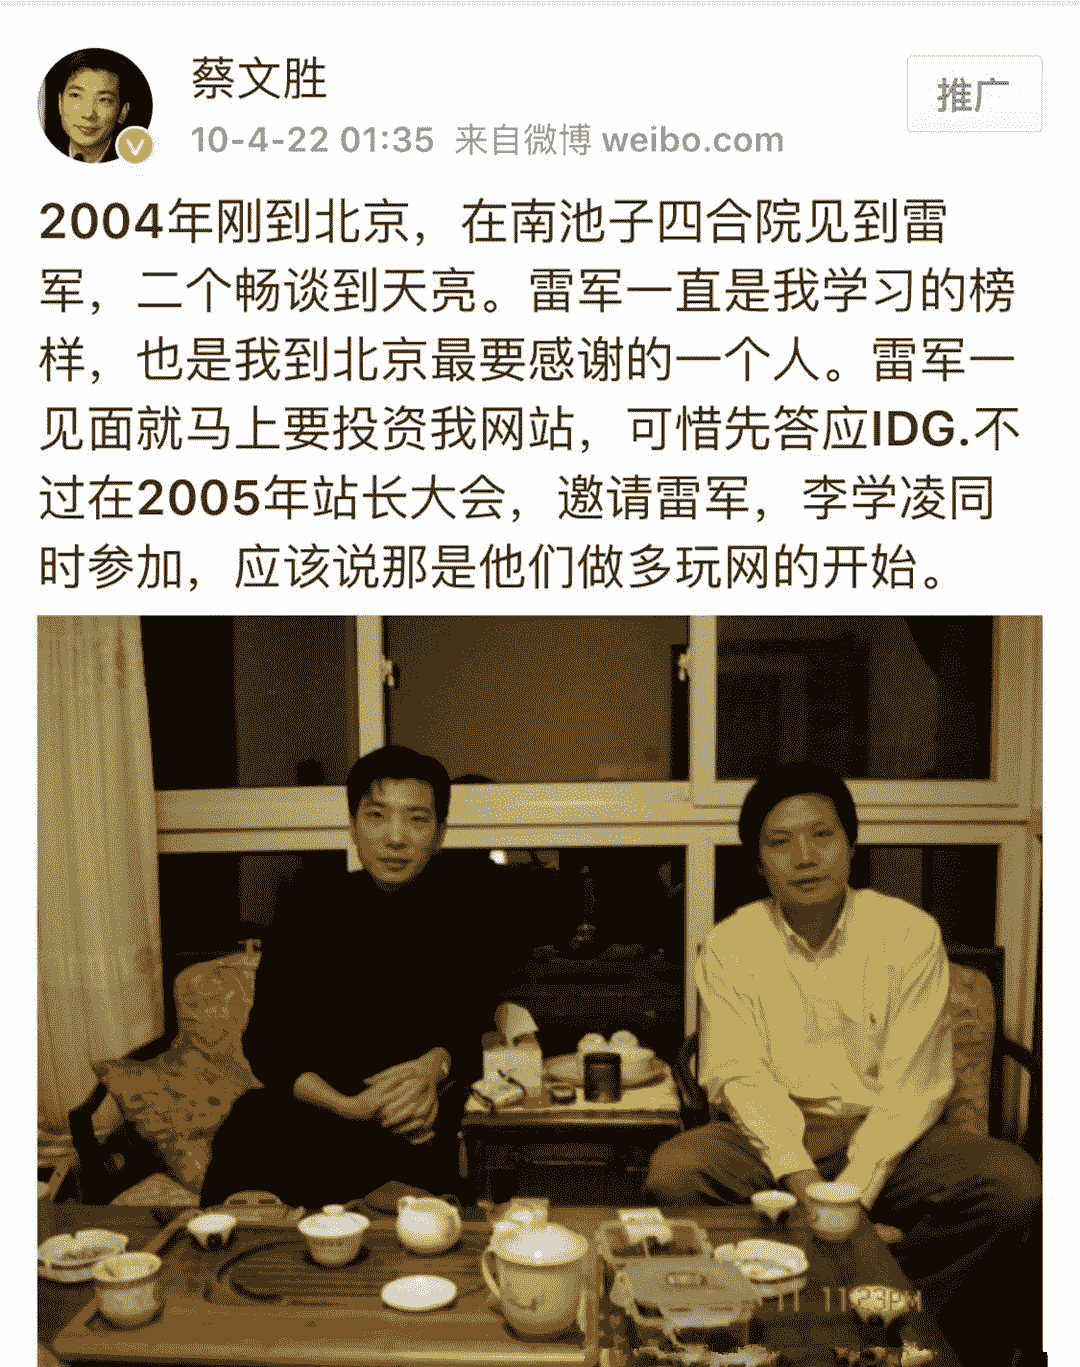 蔡文胜
推广
10-4-22 01:35 来自微博 weibo.com
2004年刚到北京，在南池子四合院见到雷
军，二个畅谈到天亮。雷军一直是我学习的榜
样，也是我到北京最要感谢的一个人。雷军一
见面就马上要投资我网站，可惜先答应IDG.不
过在2005年站长大会，邀请雷军，李学凌同
时参加，应该说那是他们做多玩网的开始。
11 11:23PM